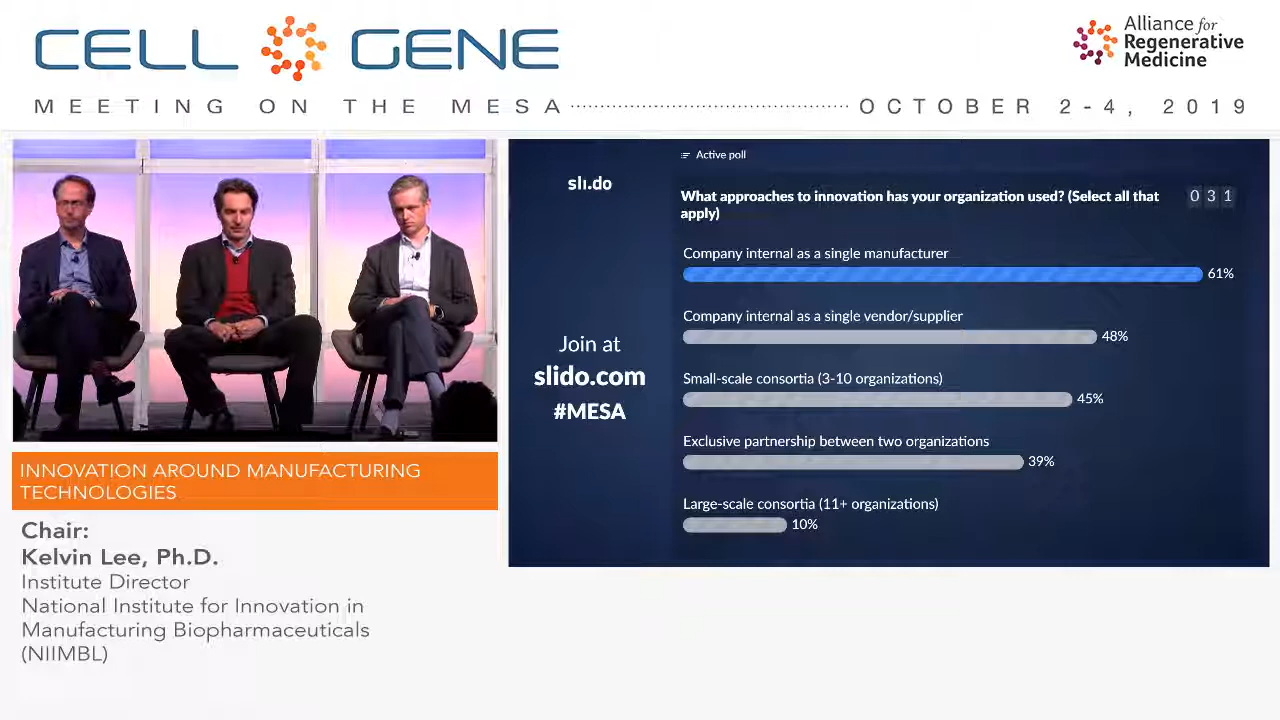 CELL GENE
Alliance for
Regenerative
Medicine
MEETING ON THE MESA
OCTOBER 2-4, 2019
Active poll
sli.do
What approaches to innovation has your organization used? (Select all that
apply)
0 3 1
Company internal as a single manufacturer
61%
Company internal as a single vendor/supplier
48%
Join at
slido.com
#MESA
Small-scale consortia (3-10 organizations)
45%
Exclusive partnership between two organizations
39%
Large-scale consortia (11+ organizations)
10%
INNOVATION AROUND MANUFACTURING
TECHNOLOGIES
Chair:
Kelvin Lee, Ph.D.
Institute Director
National Institute for Innovation in
Manufacturing Biopharmaceuticals
(NIIMBL)